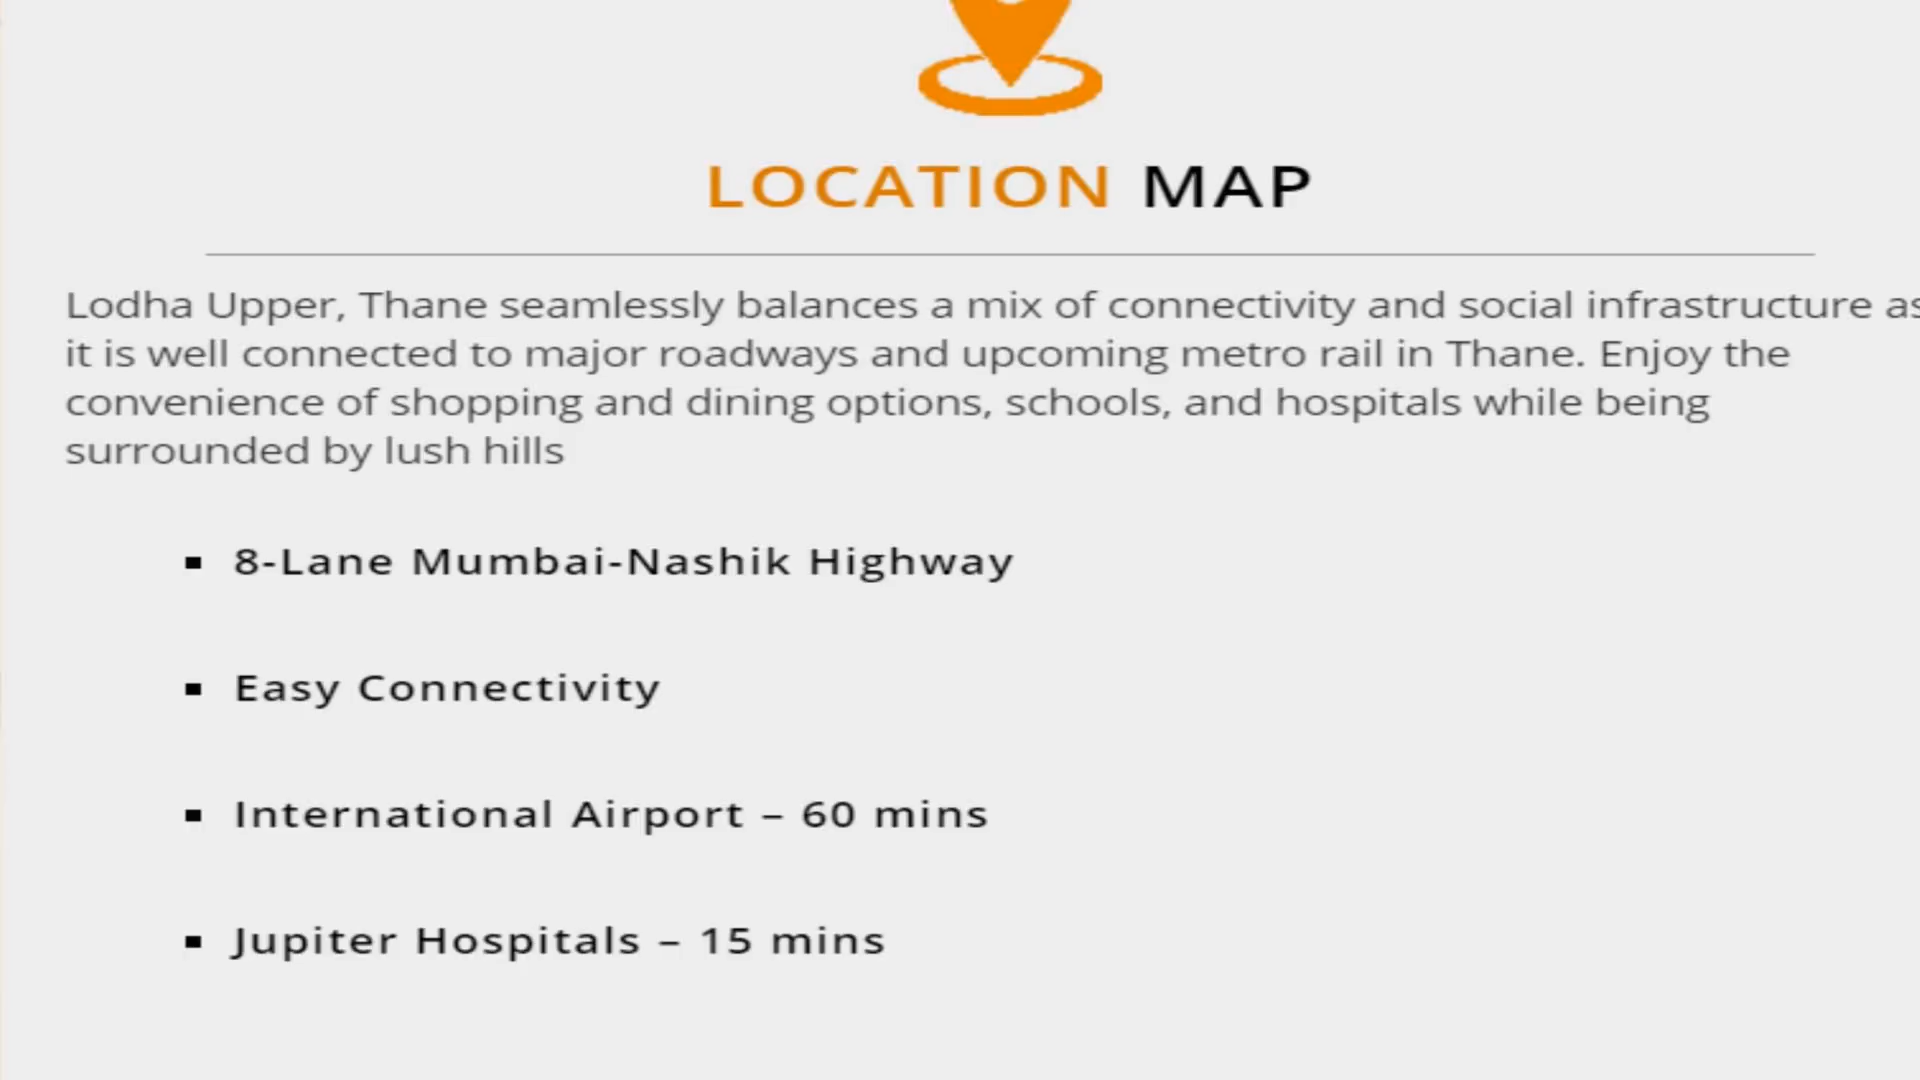 LOCATION MAP
Lodha Upper, Thane seamlessly balances a mix of connectivity and social infrastructure as
it is well connected to major roadways and upcoming metro rail in Thane. Enjoy the
convenience of shopping and dining options, schools, and hospitals while being
surrounded by lush hills
▪ 8-Lane Mumbai-Nashik Highway
▪ Easy Connectivity
▪ International Airport – 60 mins
▪ Jupiter Hospitals – 15 mins